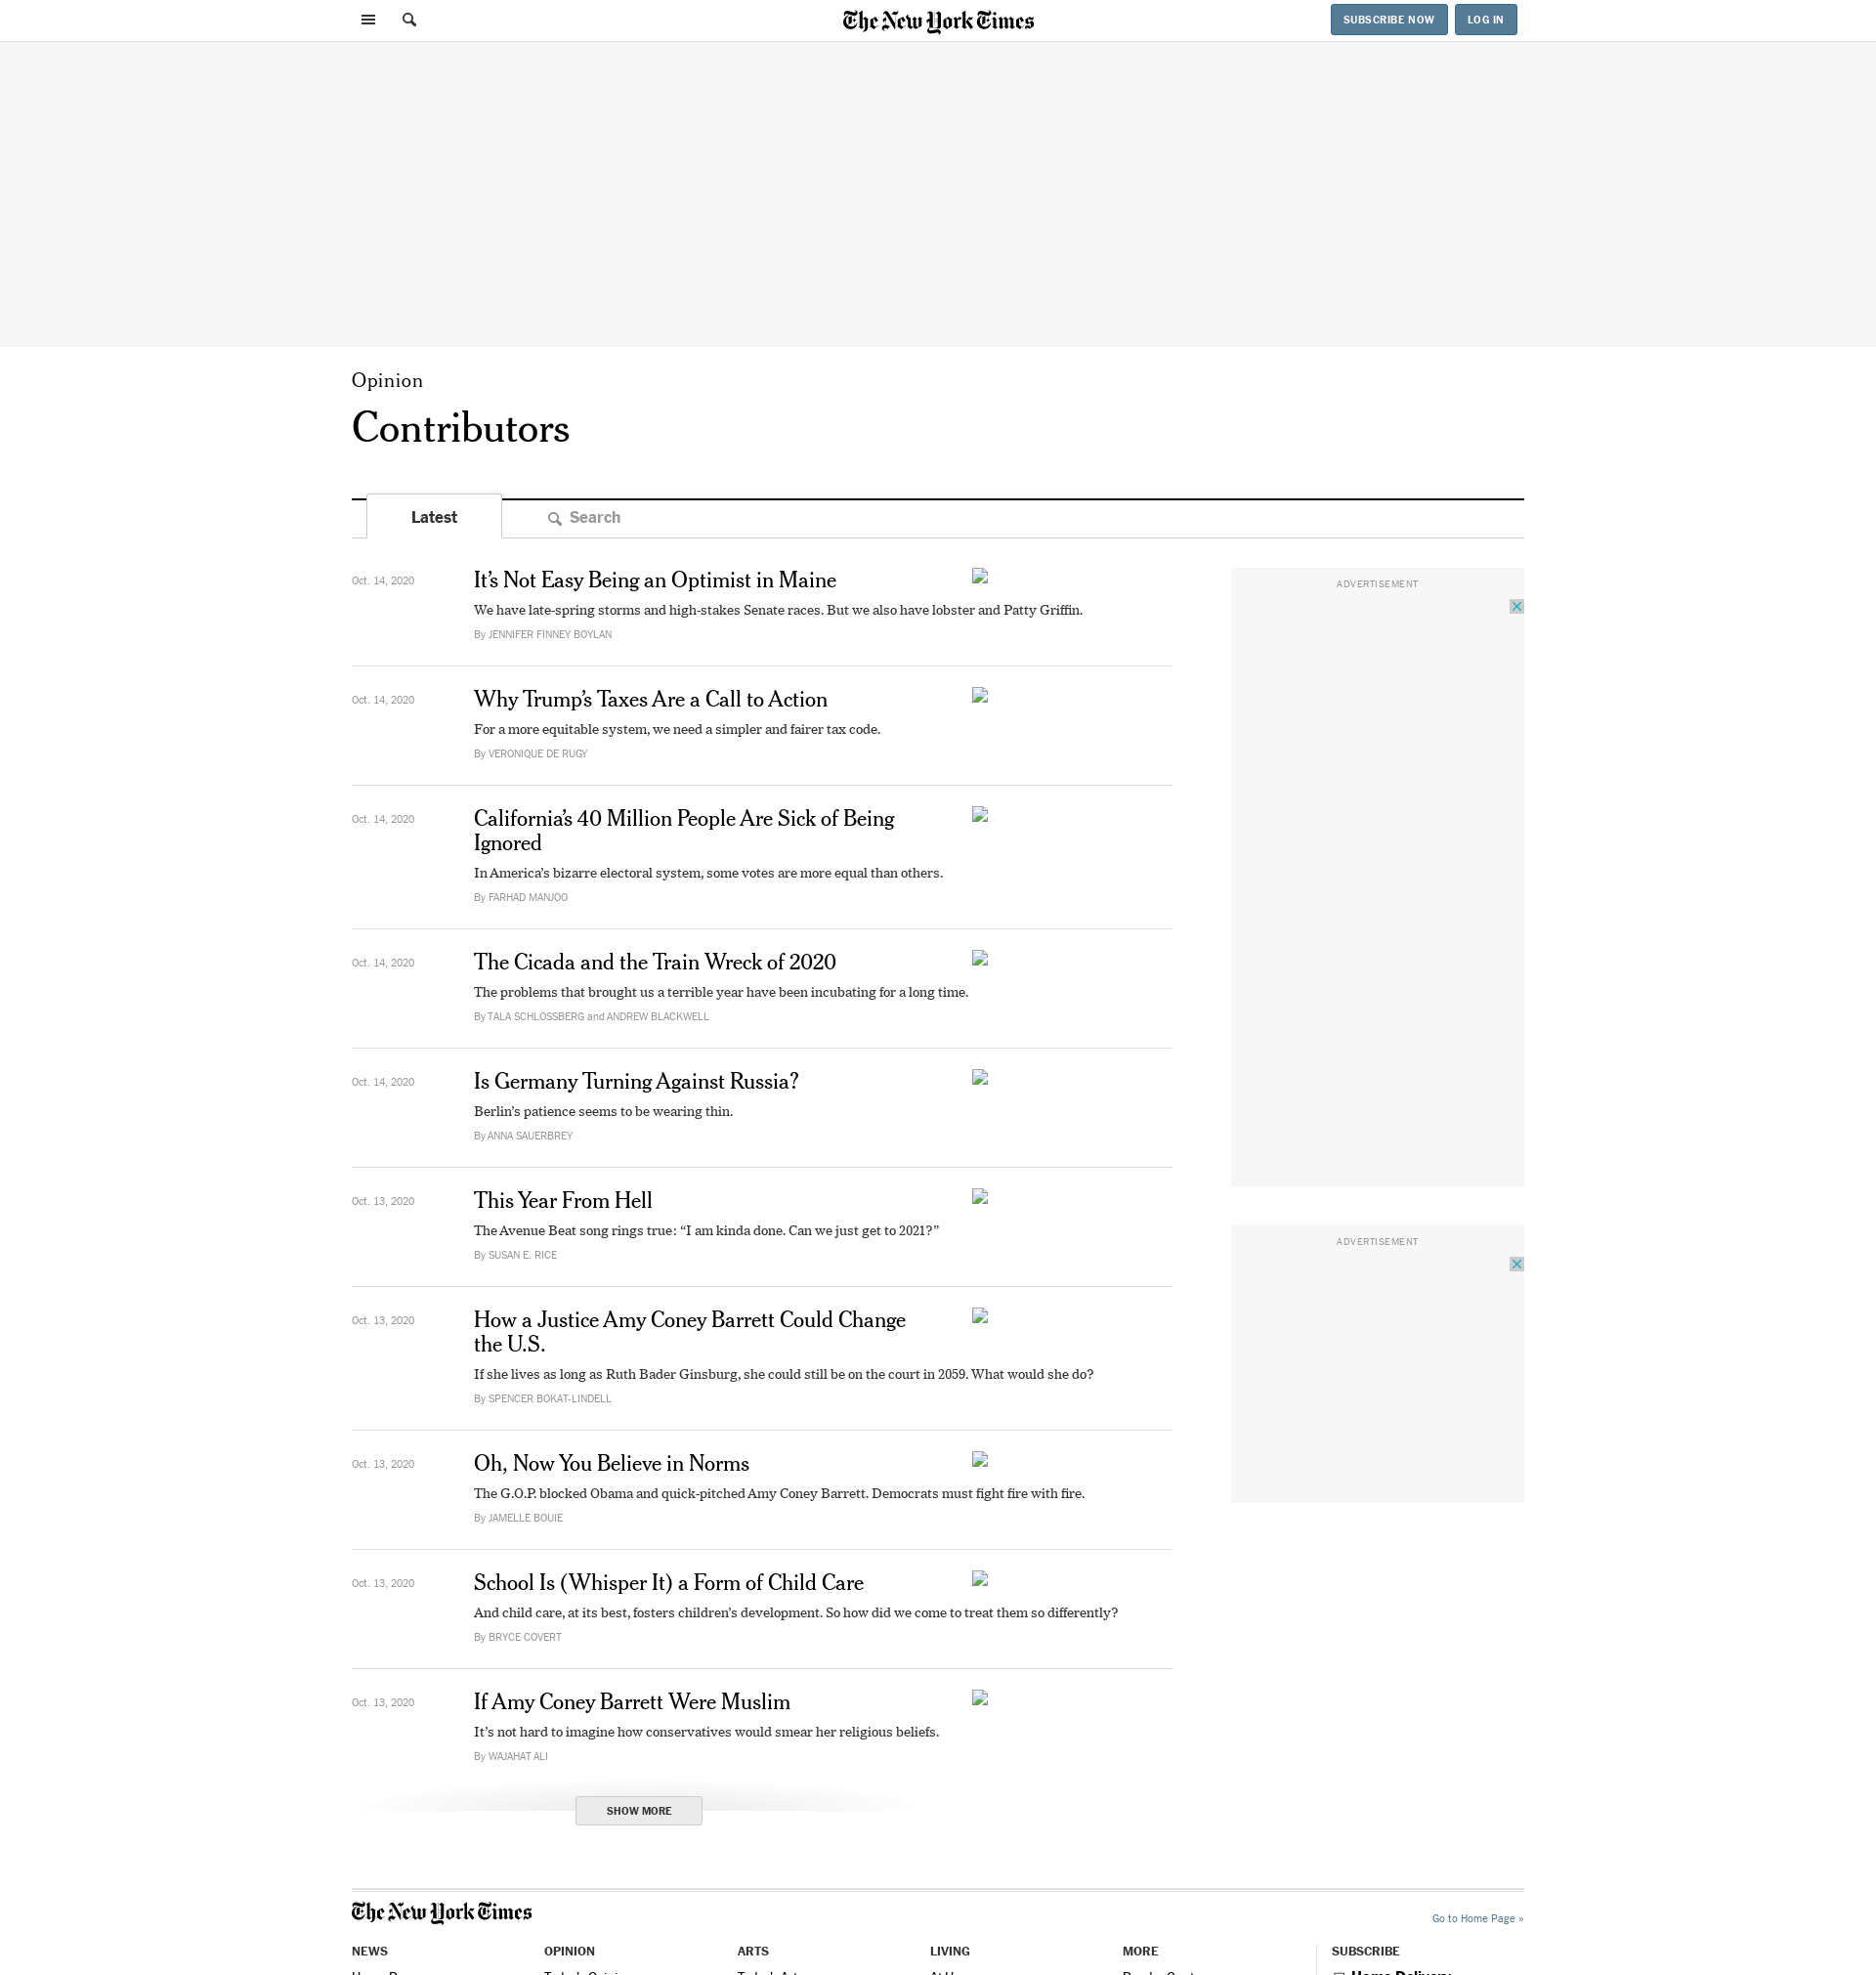 The New York Times
SUBSCRIBE NOW
LOG IN
Opinion
Contributors
Latest
Search
Oct. 14, 2020
It’s Not Easy Being an Optimist in Maine
We have late-spring storms and high-stakes Senate races. But we also have lobster and Patty Griffin.
By JENNIFER FINNEY BOYLAN
Oct. 14, 2020
Why Trump’s Taxes Are a Call to Action
For a more equitable system, we need a simpler and fairer tax code.
By VERONIQUE DE RUGY
Oct. 14, 2020
California’s 40 Million People Are Sick of Being
Ignored
In America’s bizarre electoral system, some votes are more equal than others.
By FARHAD MANJOO
Oct. 14, 2020
The Cicada and the Train Wreck of 2020
The problems that brought us a terrible year have been incubating for a long time.
By TALA SCHLOSSBERG and ANDREW BLACKWELL
Oct. 14, 2020
Is Germany Turning Against Russia?
Berlin’s patience seems to be wearing thin.
By ANNA SAUERBREY
Oct. 13, 2020
This Year From Hell
The Avenue Beat song rings true: “I am kinda done. Can we just get to 2021?”
By SUSAN E. RICE
Oct. 13, 2020
How a Justice Amy Coney Barrett Could Change
the U.S.
If she lives as long as Ruth Bader Ginsburg, she could still be on the court in 2059. What would she do?
By SPENCER BOKAT-LINDELL
Oct. 13, 2020
Oh, Now You Believe in Norms
The G.O.P. blocked Obama and quick-pitched Amy Coney Barrett. Democrats must fight fire with fire.
By JAMELLE BOUIE
Oct. 13, 2020
School Is (Whisper It) a Form of Child Care
And child care, at its best, fosters children’s development. So how did we come to treat them so differently?
By BRYCE COVERT
Oct. 13, 2020
If Amy Coney Barrett Were Muslim
It’s not hard to imagine how conservatives would smear her religious beliefs.
By WAJAHAT ALI
SHOW MORE
ADVERTISEMENT
ADVERTISEMENT
The New York Times
Go to Home Page »
NEWS
OPINION
ARTS
LIVING
MORE
SUBSCRIBE